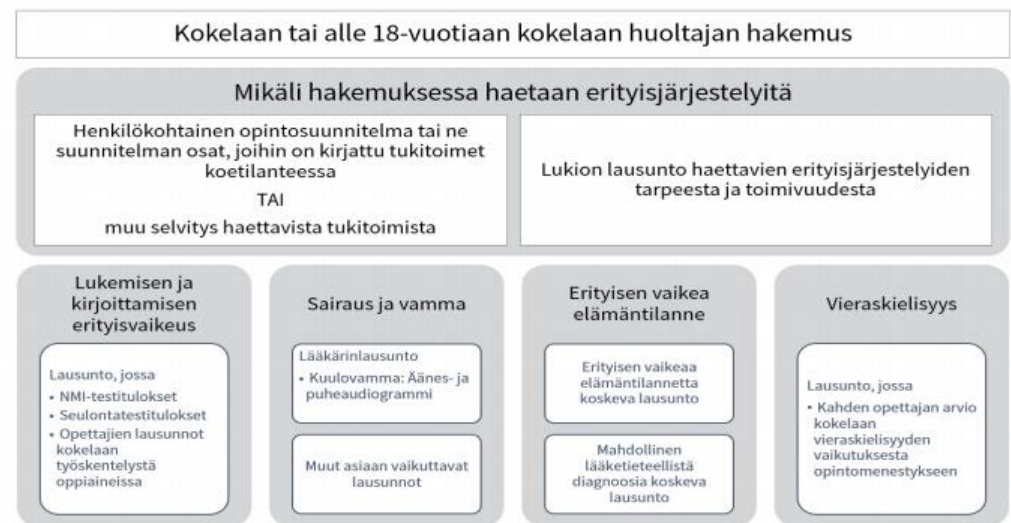 Kokelaan tai alle 18-vuotiaan kokelaan huoltajan hakemus
Mikäli hakemuksessa haetaan erityisjärjestelyitä
Henkilökohtainen opintosuunnitelma tai ne
suunnitelman osat, joihin on kirjattu tukitoimet
koetilanteessa
TAI
muu selvitys haettavista tukitoimista
Lukion lausunto haettavien erityisjärjestelyiden
tarpeesta ja toimivuudesta
Lukemisen ja
kirjoittamisen
erityisvaikeus
Lausunto, jossa
• NMI-testitulokset
• Seulontatestitulokset
• Opettajien lausunnot
kokelaan
työskentelystä
oppiaineissa
Sairaus ja vamma
Lääkärinlausunto
• Kuulovamma: Äänes- ja
puheaudiogrammi
Muut asiaan vaikuttavat
lausunnot
Erityisen vaikea
elämäntilanne
Erityisen vaikeaa
elämäntilannetta
koskeva lausunto
Mahdollinen
lääketieteellistä
diagnoosia koskeva
lausunto
Vieraskielisyys
Lausunto, jossa
• Kahden opettajan arvio
kokelaan
vieraskielisyyden
vaikutuksesta
opintomenestykseen